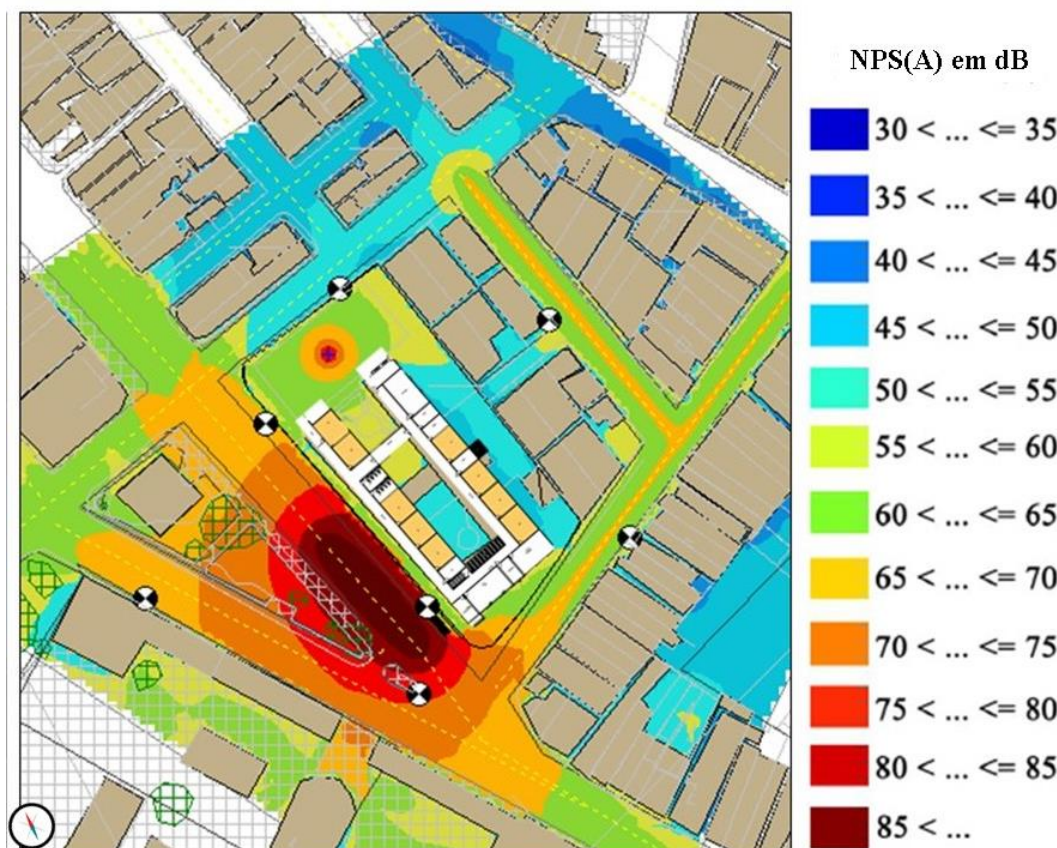 NPS(A) em dB
30 < ... <= 35
35 < ... <= 40
40 < ... <= 45
45 < ... <= 50
50 < ... <= 55
55 < ... <= 60
60 < ... <= 65
65 < ... <= 70
70 < ... <= 75
75 < ... <= 80
80 < ... <= 85
85 < ...